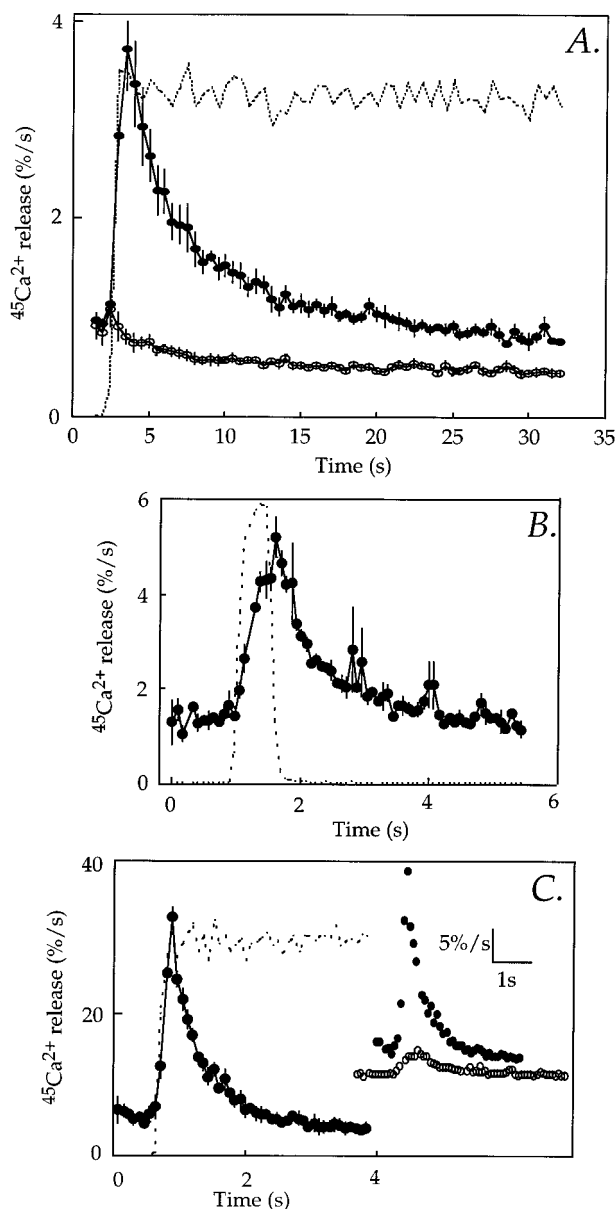 A.
4
2
0
⁴⁵Ca²⁺ release (%/s)
0 5 10 15 20 25 30 35
Time (s)
B.
6
4
2
0
⁴⁵Ca²⁺ release (%/s)
0 2 4 6
Time (s)
C.
40
20
0
⁴⁵Ca²⁺ release (%/s)
5%/s
1s
0 2 4
Time (s)